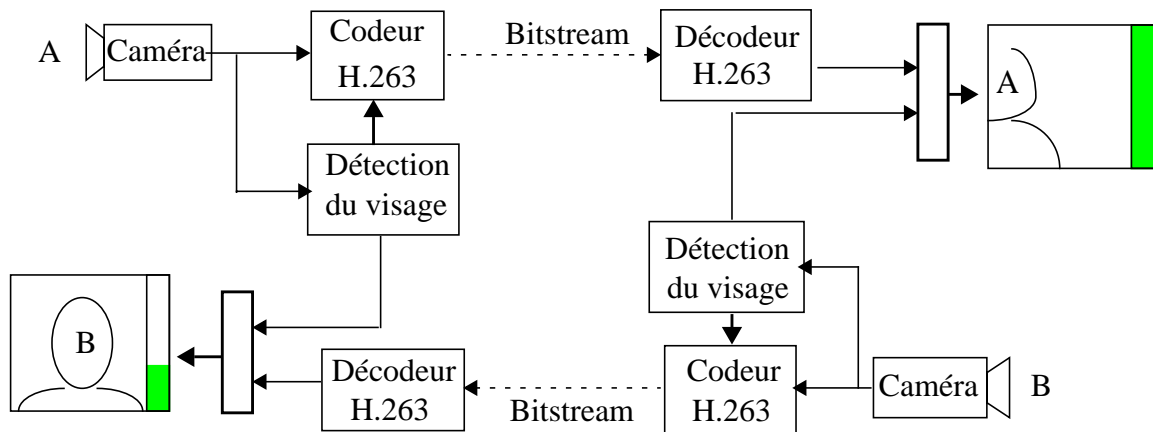 A
Caméra
Codeur
H.263
Bitstream
Décodeur
H.263
A
Détection
du visage
Détection
du visage
B
Décodeur
H.263
Bitstream
Codeur
H.263
Caméra
B